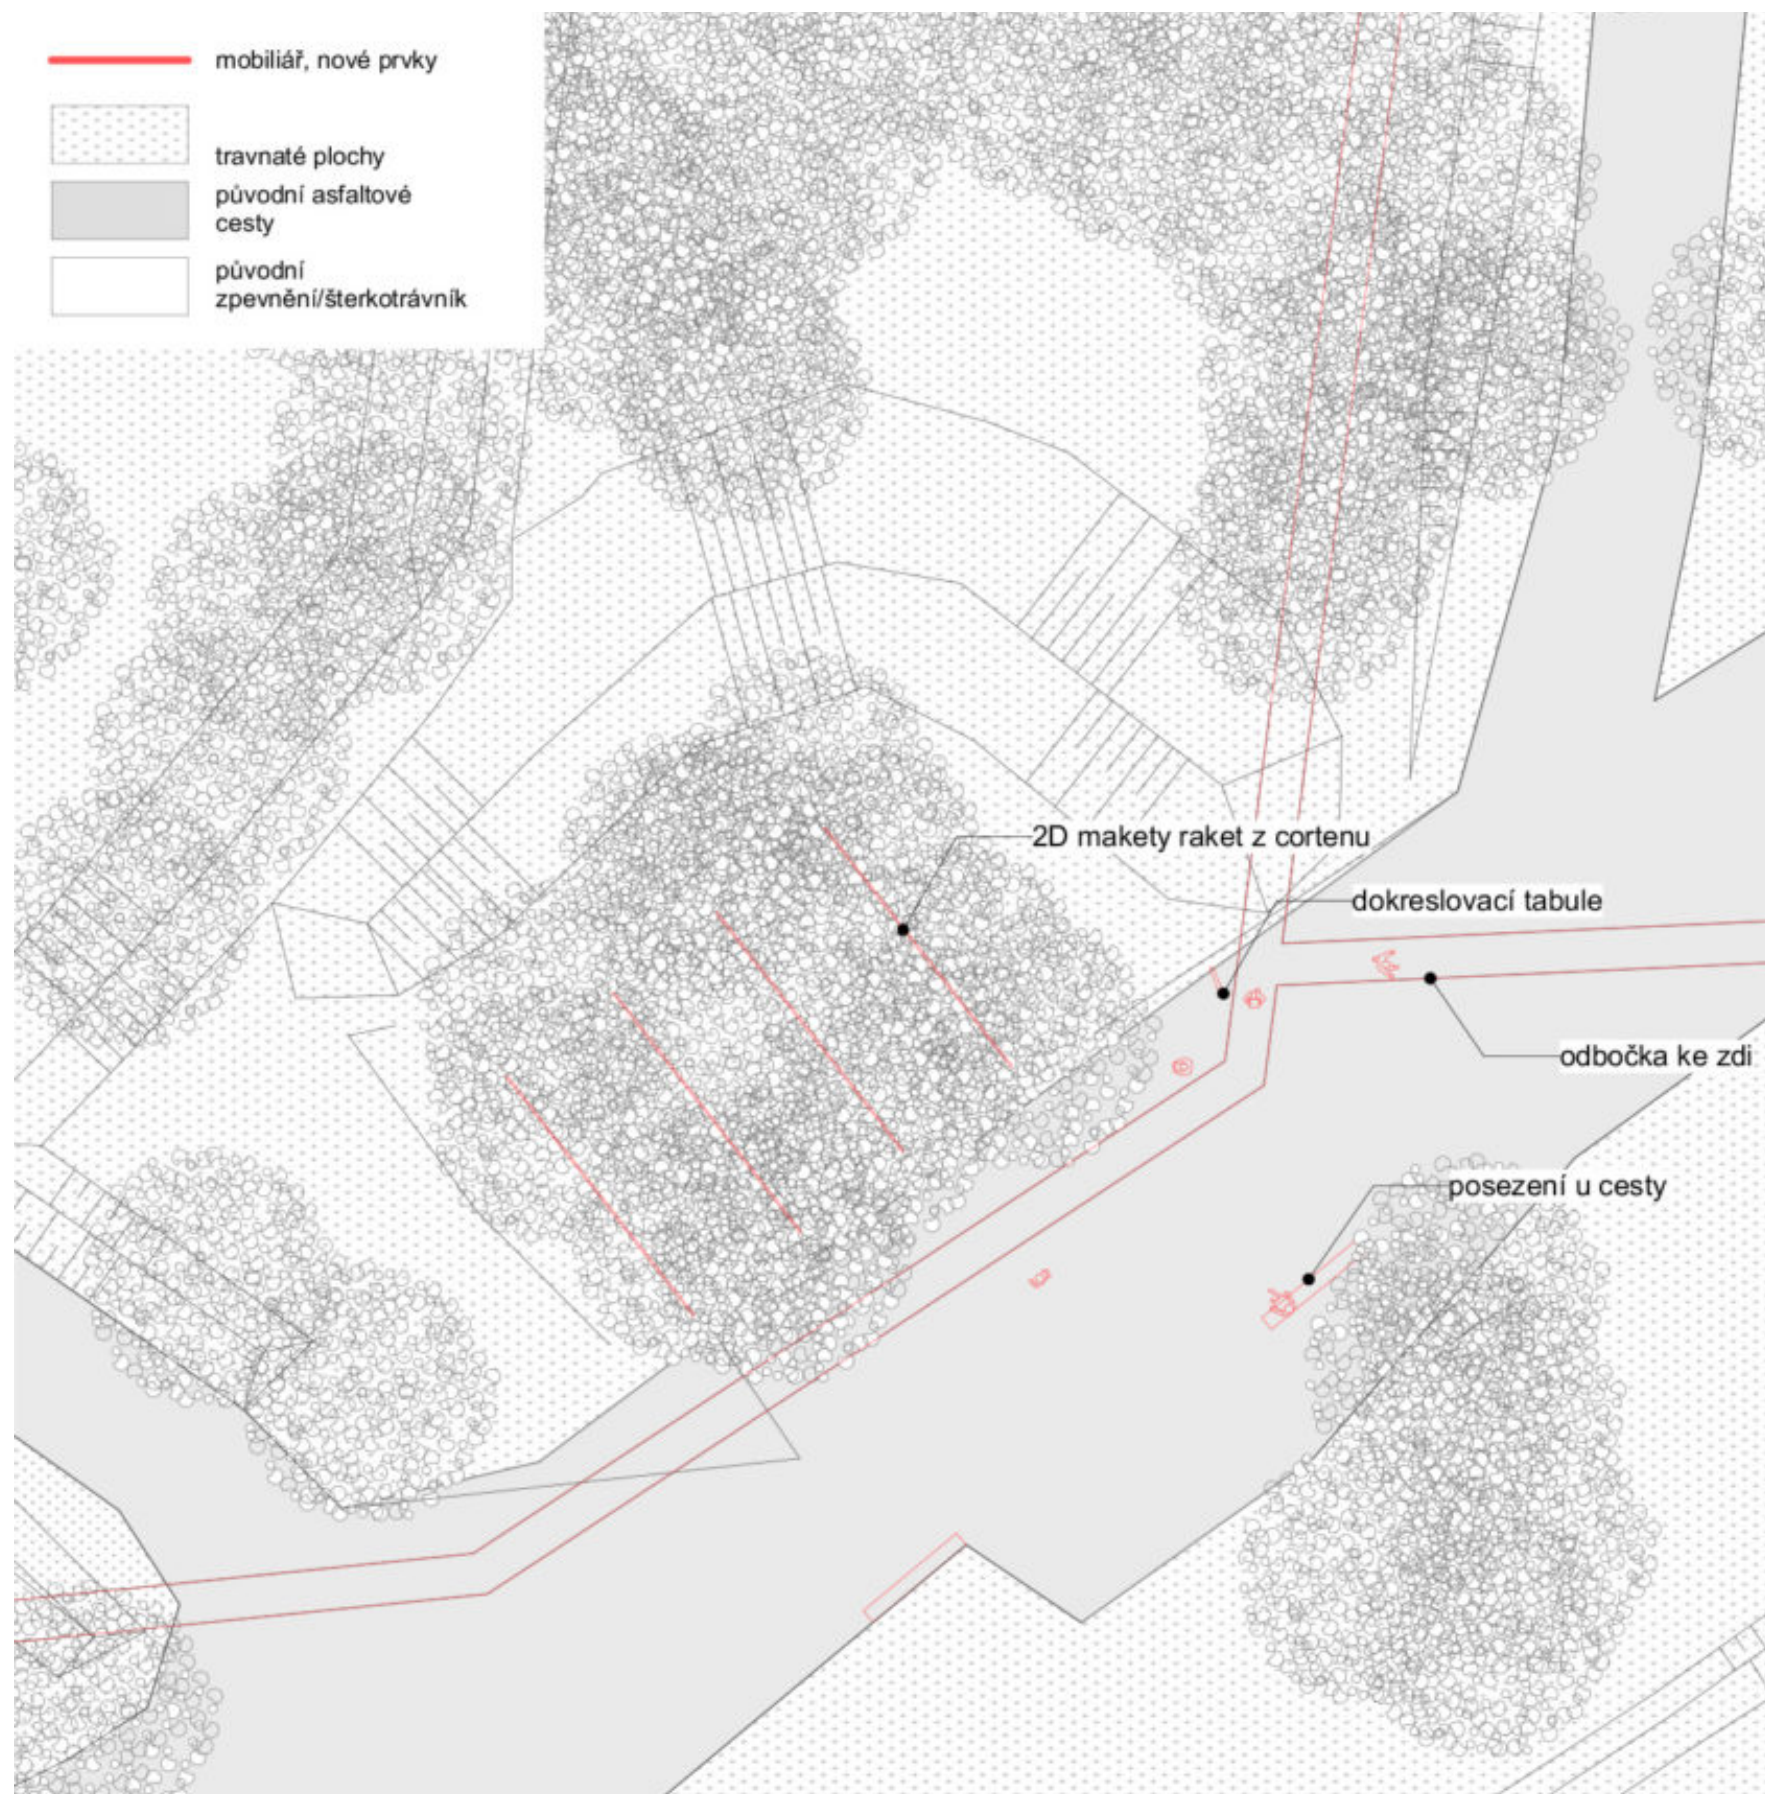 mobiliář, nové prvky
travnaté plochy
původní asfaltové
cesty
původní
zpevnění/šterkotrávník
2D makety raket z cortenu
dokreslovací tabule
odbočka ke zdi
posezení u cesty